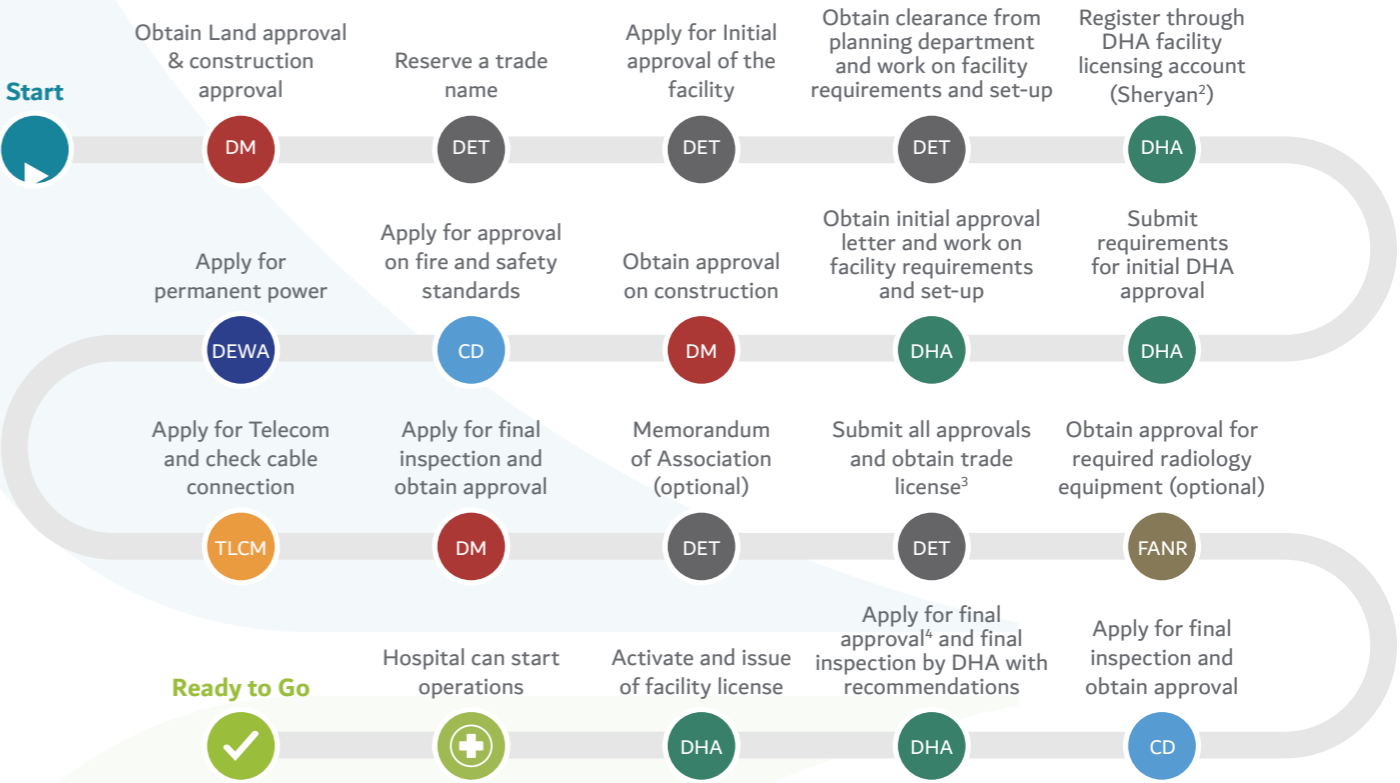 Start
Obtain Land approval
& construction
approval
DM
Reserve a trade
name
DET
Apply for Initial
approval of the
facility
DET
Obtain clearance from
planning department
and work on facility
requirements and set-up
DET
Register through
DHA facility
licensing account
(Sheryan²)
DHA
Submit
requirements
for initial DHA
approval
DHA
Obtain initial approval
letter and work on
facility requirements
and set-up
DHA
Obtain approval
on construction
DM
Apply for approval
on fire and safety
standards
CD
Apply for
permanent power
DEWA
Apply for Telecom
and check cable
connection
TLCM
Apply for final
inspection and
obtain approval
DM
Memorandum
of Association
(optional)
DET
Submit all approvals
and obtain trade
license³
DET
Obtain approval for
required radiology
equipment (optional)
FANR
Apply for final
inspection and
obtain approval
CD
Apply for final
approval⁴ and final
inspection by DHA with
recommendations
DHA
Activate and issue
of facility license
DHA
Hospital can start
operations
Ready to Go